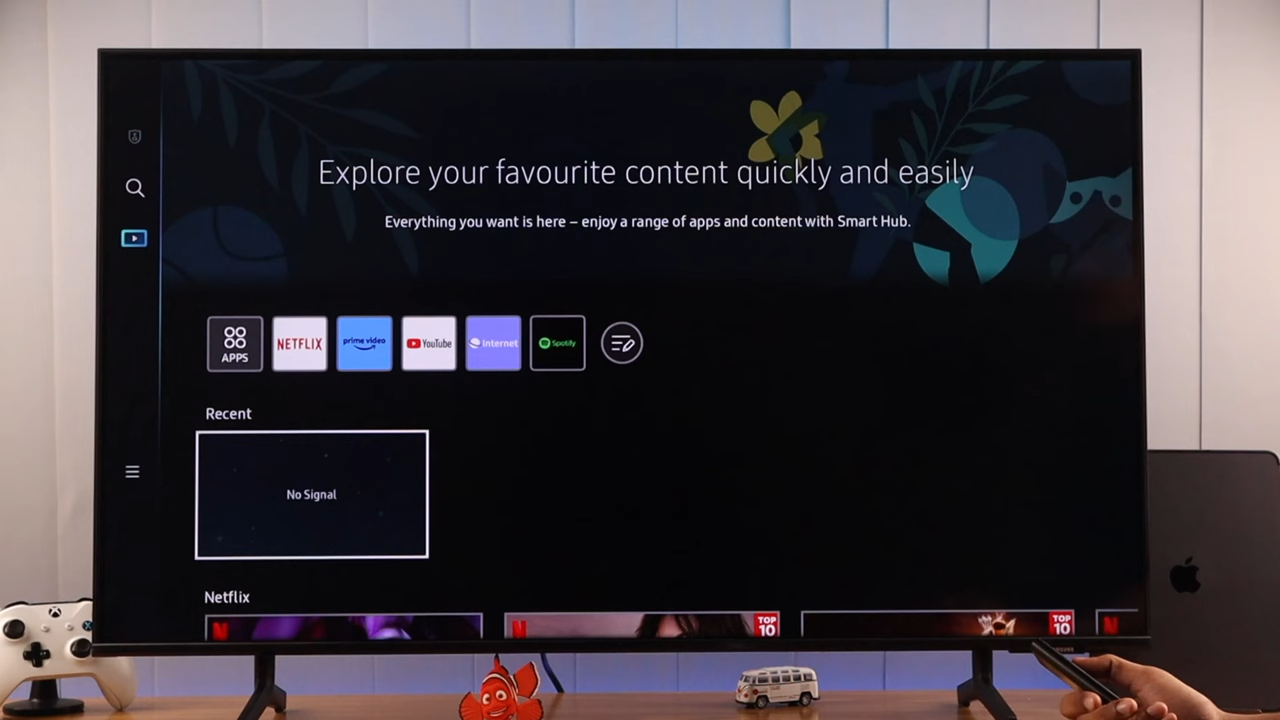 Explore your favourite content quickly and easily
Everything you want is here – enjoy a range of apps and content with Smart Hub.
APPS
NETFLIX
prime video
YouTube
Internet
Spotify
Recent
No Signal
Netflix
N
N
TOP
10
TOP
10
N
SAMSUNG